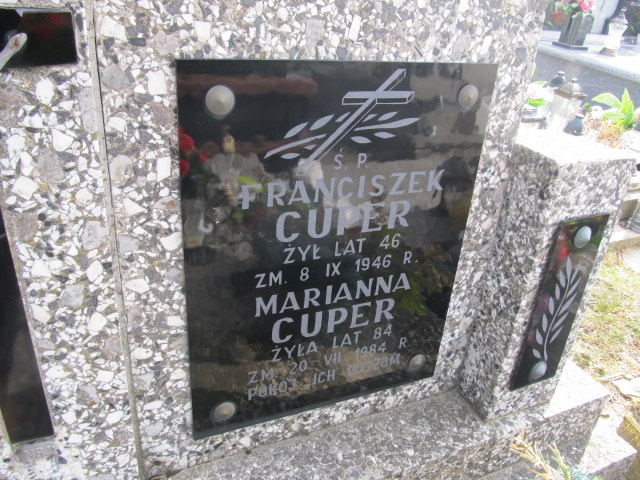 Ś. P.
FRANCISZEK
CUPER
ŻYŁ LAT 46
ZM. 8 IX 1946 R.
MARIANNA
CUPER
ŻYŁA LAT 84
ZM. 20 VII 1984 R.
POKÓJ ICH DUSZOM